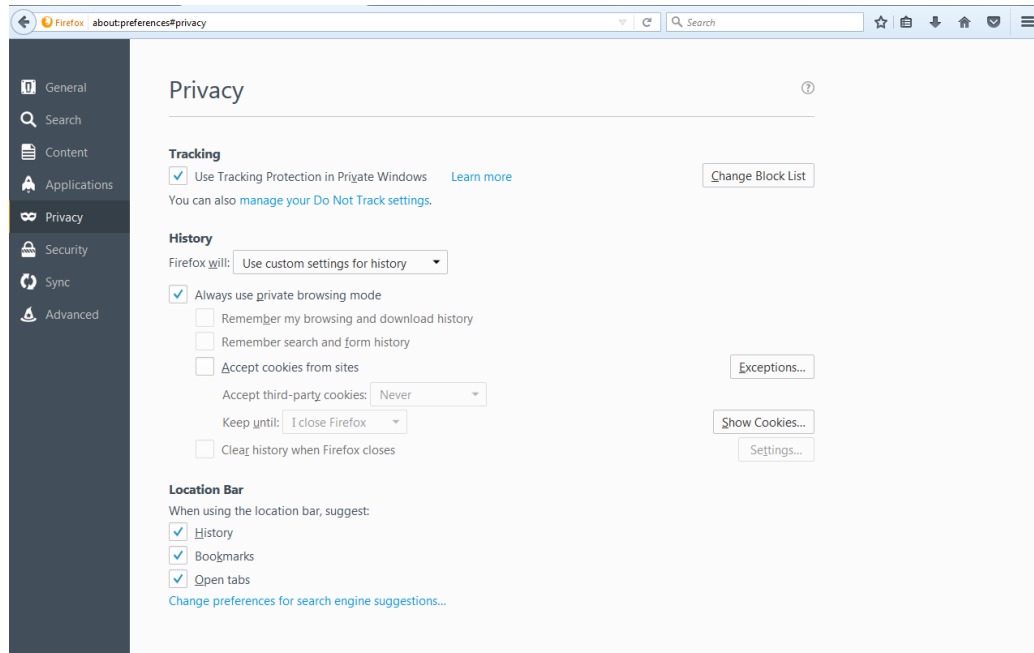 Firefox about:preferences#privacy Search
General
Search
Content
Applications
Privacy
Security
Sync
Advanced
Privacy
Tracking
Use Tracking Protection in Private Windows Learn more Change Block List
You can also manage your Do Not Track settings.
History
Firefox will: Use custom settings for history
Always use private browsing mode
Remember my browsing and download history
Remember search and form history
Accept cookies from sites Exceptions...
Accept third-party cookies: Never
Keep until: I close Firefox Show Cookies...
Clear history when Firefox closes Settings...
Location Bar
When using the location bar, suggest:
History
Bookmarks
Open tabs
Change preferences for search engine suggestions...